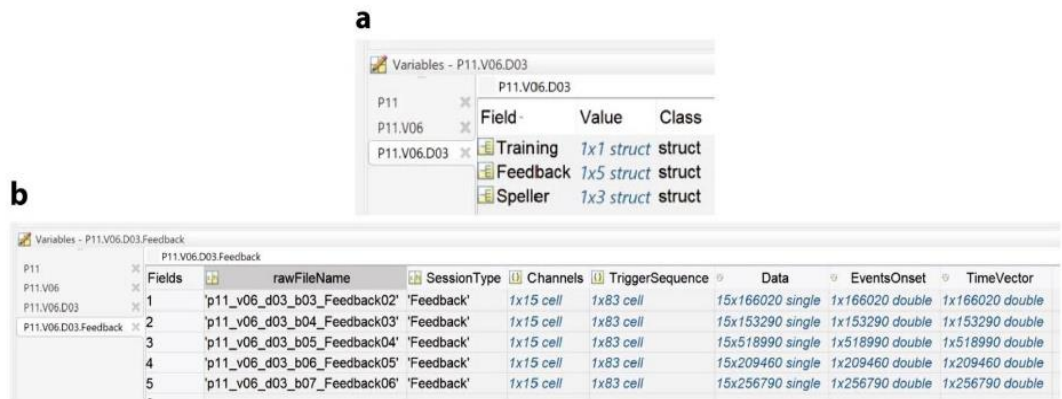 a
Variables - P11.V06.D03
P11.V06.D03
P11
P11.V06
P11.V06.D03
Field Value Class
Training 1x1 struct struct
Feedback 1x5 struct struct
Speller 1x3 struct struct
b
Variables - P11.V06.D03.Feedback
P11.V06.D03.Feedback
P11
P11.V06
P11.V06.D03
P11.V06.D03.Feedback
Fields rawFileName SessionType Channels TriggerSequence Data EventsOnset TimeVector
1 'p11_v06_d03_b03_Feedback02' 'Feedback' 1x15 cell 1x83 cell 15x166020 single 1x166020 double 1x166020 double
2 'p11_v06_d03_b04_Feedback03' 'Feedback' 1x15 cell 1x83 cell 15x153290 single 1x153290 double 1x153290 double
3 'p11_v06_d03_b05_Feedback04' 'Feedback' 1x15 cell 1x83 cell 15x518990 single 1x518990 double 1x518990 double
4 'p11_v06_d03_b06_Feedback05' 'Feedback' 1x15 cell 1x83 cell 15x209460 single 1x209460 double 1x209460 double
5 'p11_v06_d03_b07_Feedback06' 'Feedback' 1x15 cell 1x83 cell 15x256790 single 1x256790 double 1x256790 double